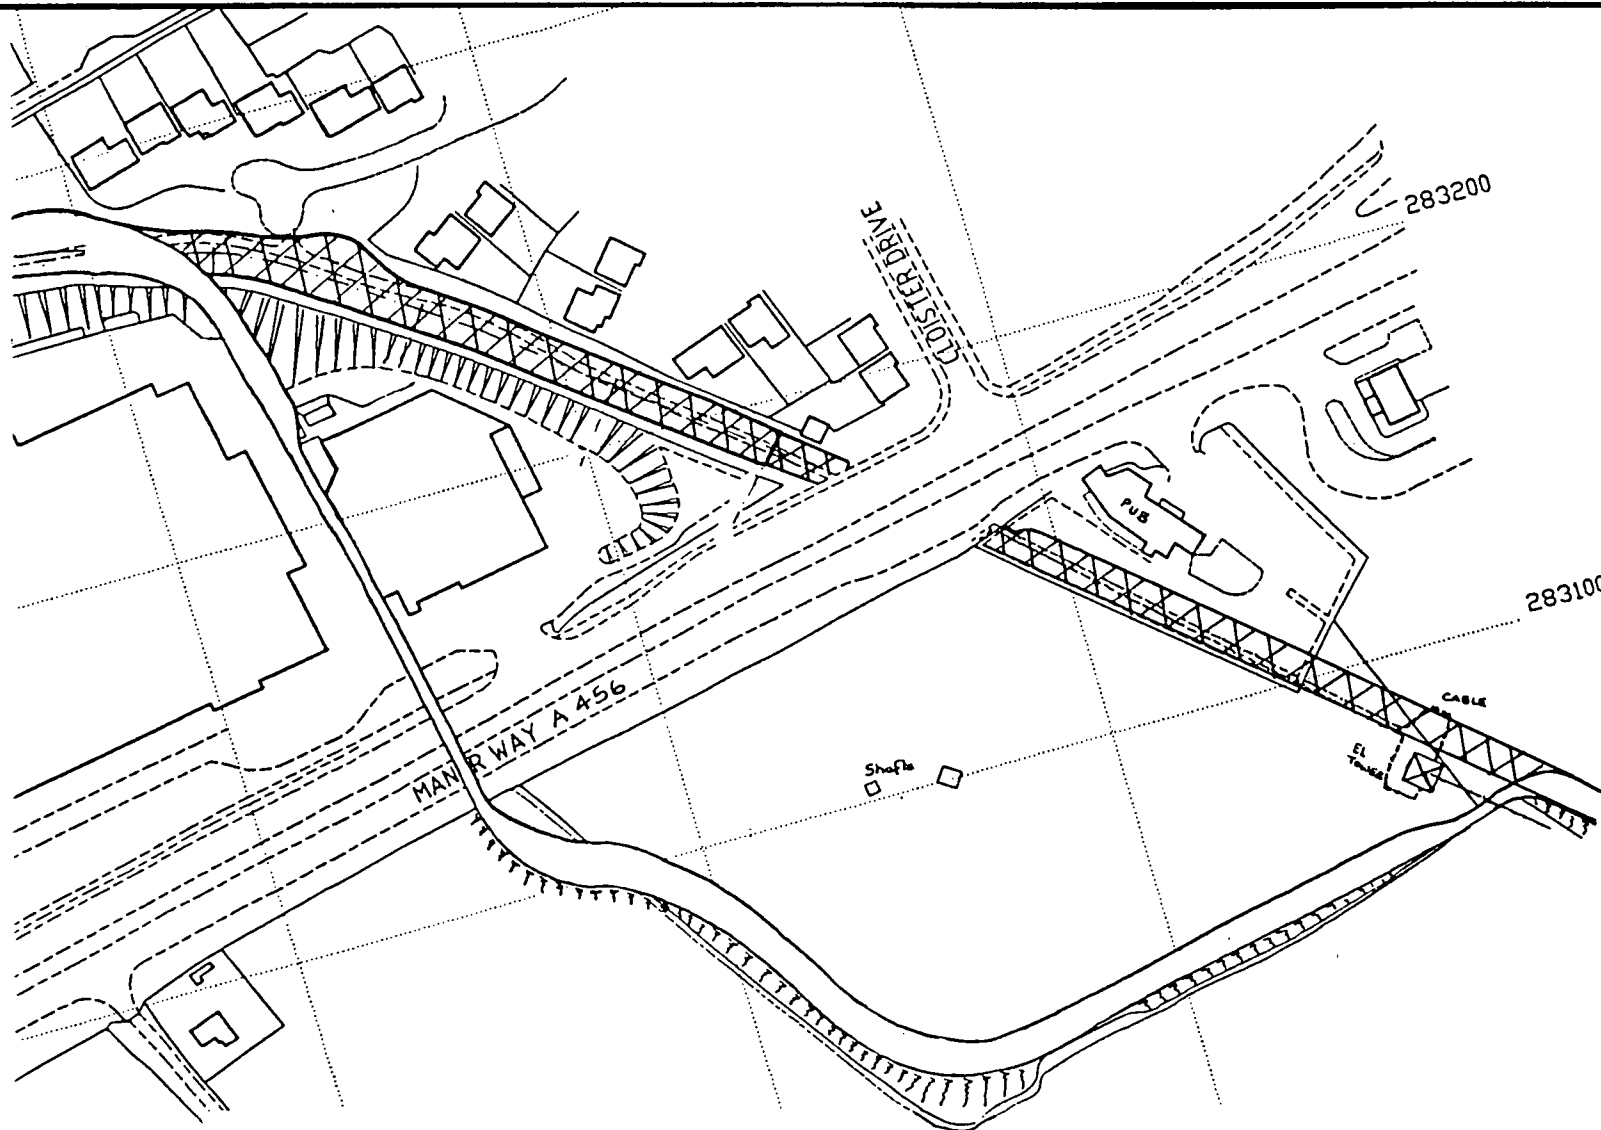 283200
CLOISTER DRIVE
PUB
283100
MANOR WAY A 456
CABLE
EL
TOWER
Shafts